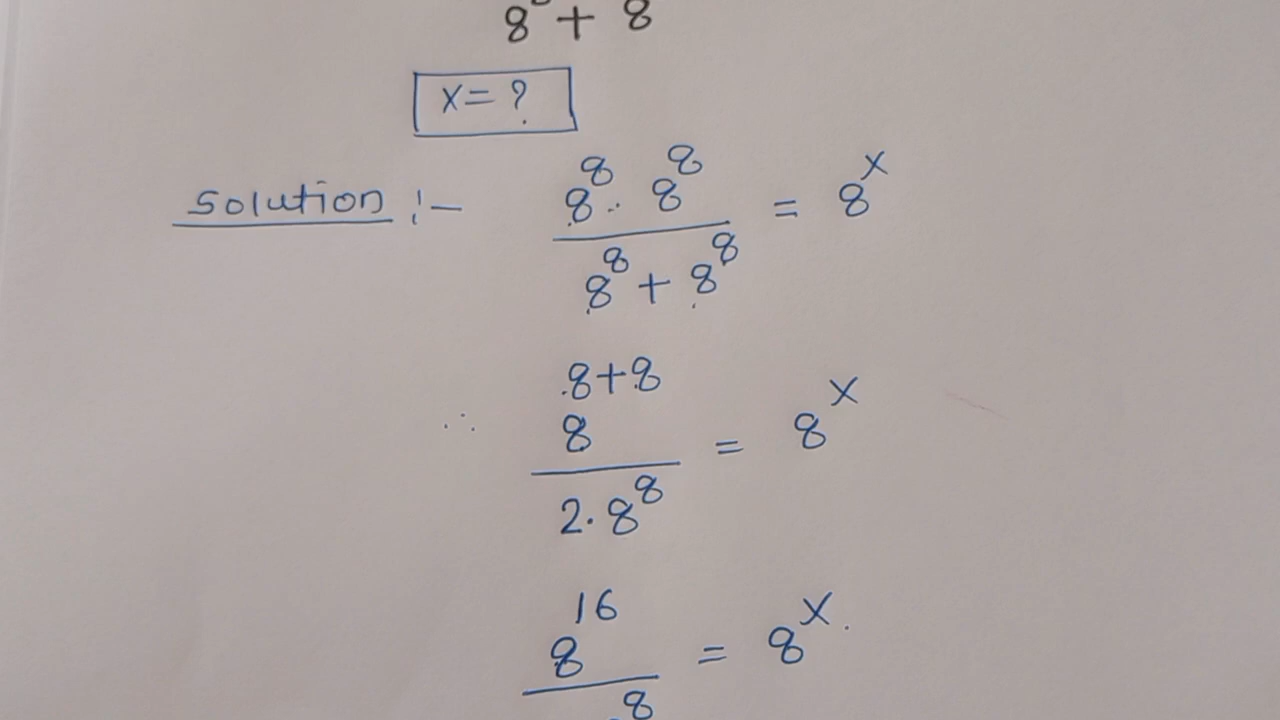 8 + 8
x = ?
Solution :- 8^8 · 8^8 / 8^8 + 8^8 = 8^x
∴ 8^8+8 / 2·8^8 = 8^x
8^16 / 8 = 8^x.